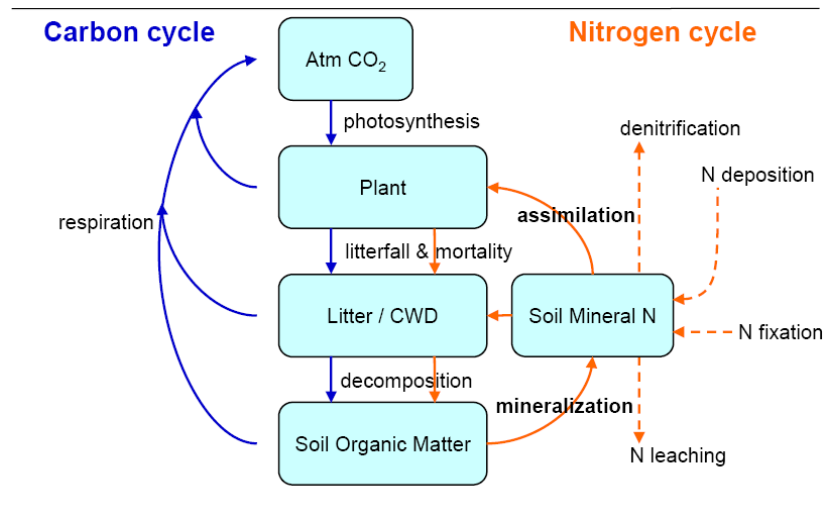 Carbon cycle
Nitrogen cycle
Atm CO₂
photosynthesis
denitrification
Plant
N deposition
assimilation
respiration
litterfall & mortality
Litter / CWD
Soil Mineral N
N fixation
decomposition
mineralization
Soil Organic Matter
N leaching